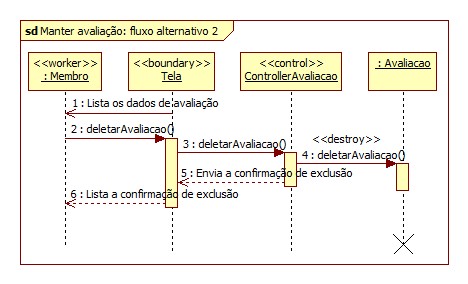 sd Manter avaliação: fluxo alternativo 2
<<worker>>
: Membro
<<boundary>>
Tela
<<control>>
ControllerAvaliacao
: Avaliacao
1 : Lista os dados de avaliação
2 : deletarAvaliacao()
3 : deletarAvaliacao()
<<destroy>>
4 : deletarAvaliacao()
5 : Envia a confirmação de exclusão
6 : Lista a confirmação de exclusão